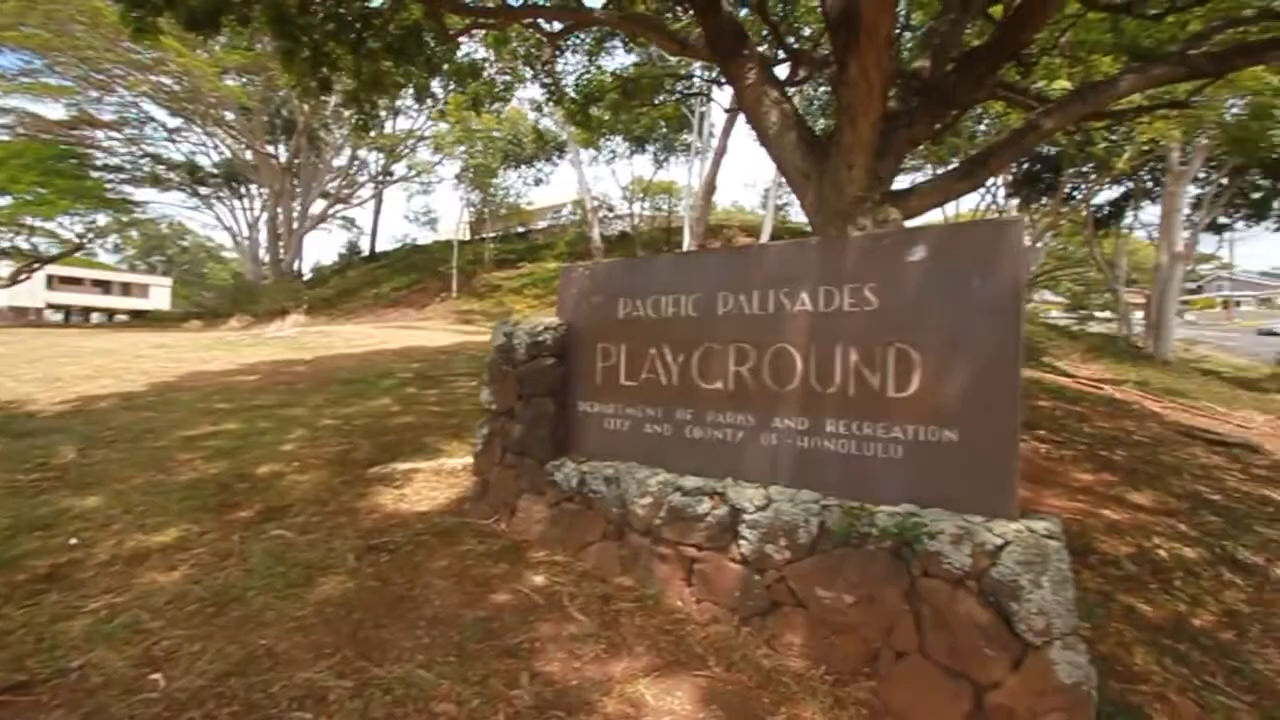 PACIFIC PALISADES
PLAYGROUND
DEPARTMENT OF PARKS AND RECREATION
CITY AND COUNTY OF HONOLULU